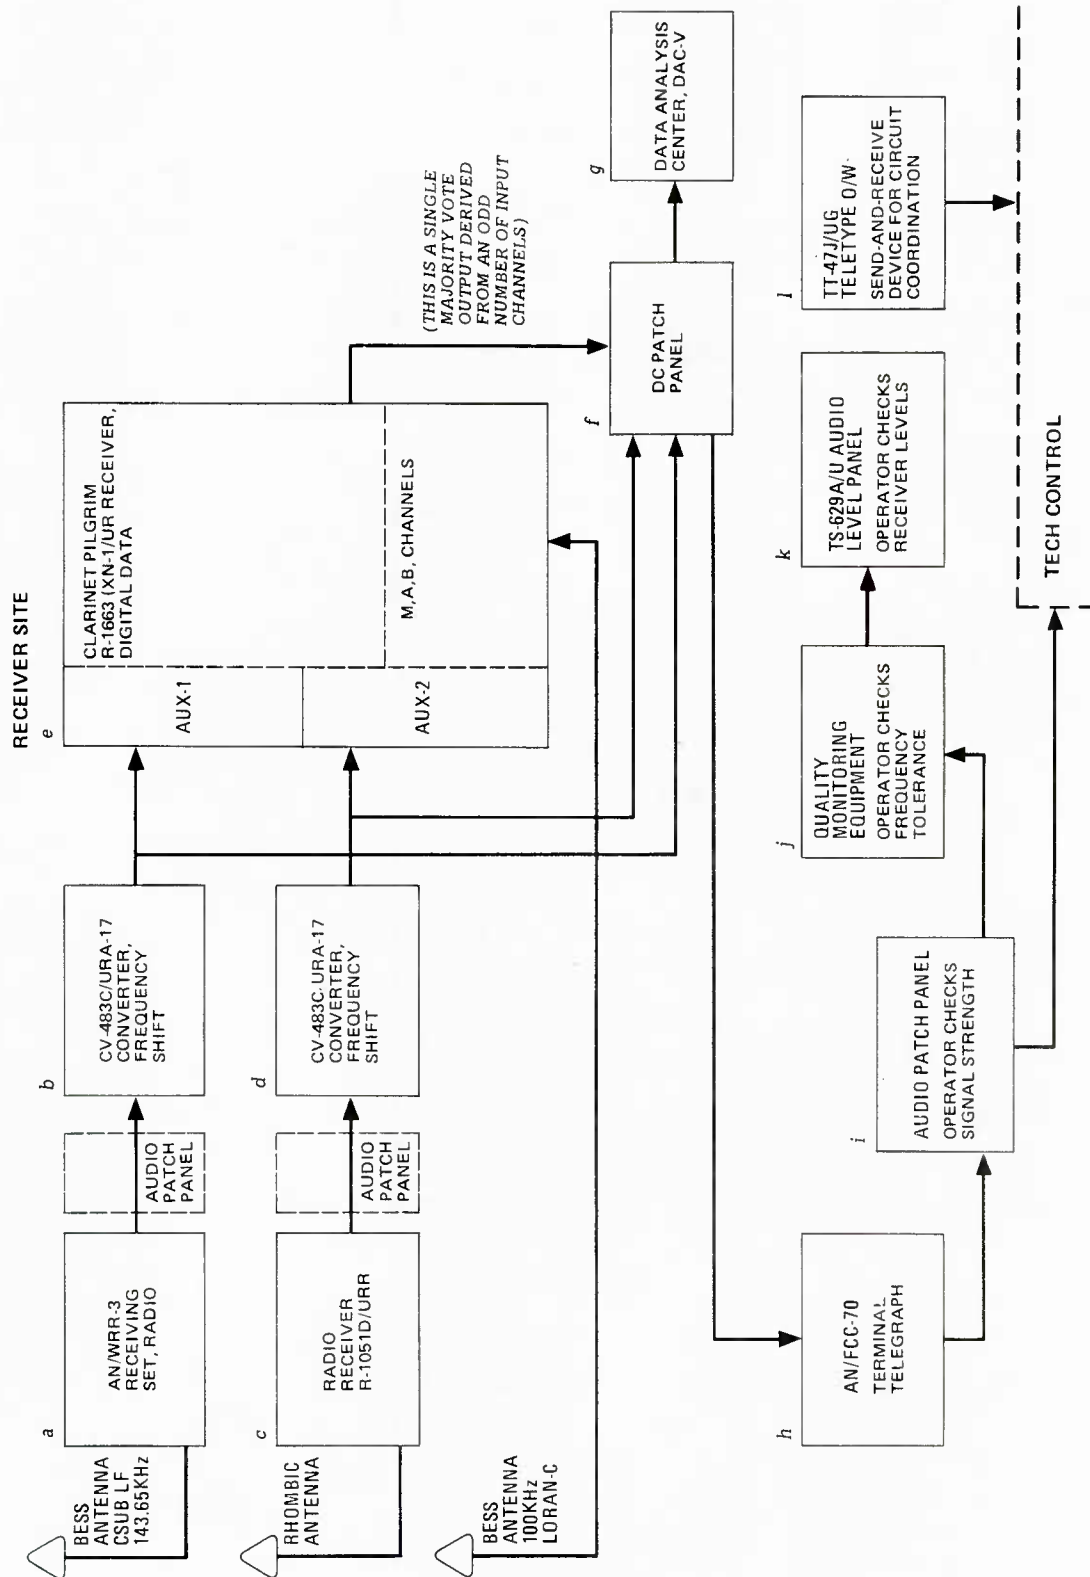 RECEIVER SITE
BESS
ANTENNA
CSUB LF
143.65KHz
a
AN/WRR-3
RECEIVING
SET, RADIO
AUDIO
PATCH
PANEL
b
CV-483C/URA-17
CONVERTER,
FREQUENCY
SHIFT
e
CLARINET PILGRIM
R-1663 (XN-1/UR RECEIVER,
DIGITAL DATA
AUX-1
AUX-2
M,A,B, CHANNELS
RHOMBIC
ANTENNA
c
RADIO
RECEIVER
R-1051D/URR
AUDIO
PATCH
PANEL
d
CV-483C/URA-17
CONVERTER,
FREQUENCY
SHIFT
BESS
ANTENNA
100KHz
LORAN-C
(THIS IS A SINGLE
MAJORITY VOTE
OUTPUT DERIVED
FROM AN ODD
NUMBER OF INPUT
CHANNELS)
f
DC PATCH
PANEL
g
DATA ANALYSIS
CENTER, DAC-V
h
AN/FCC-70
TERMINAL
TELEGRAPH
i
AUDIO PATCH PANEL
OPERATOR CHECKS
SIGNAL STRENGTH
j
QUALITY
MONITORING
EQUIPMENT
OPERATOR CHECKS
FREQUENCY
TOLERANCE
k
TS-629A/U AUDIO
LEVEL PANEL
OPERATOR CHECKS
RECEIVER LEVELS
l
TT-47J/UG
TELETYPE O/W-
SEND-AND-RECEIVE
DEVICE FOR CIRCUIT
COORDINATION
TECH CONTROL